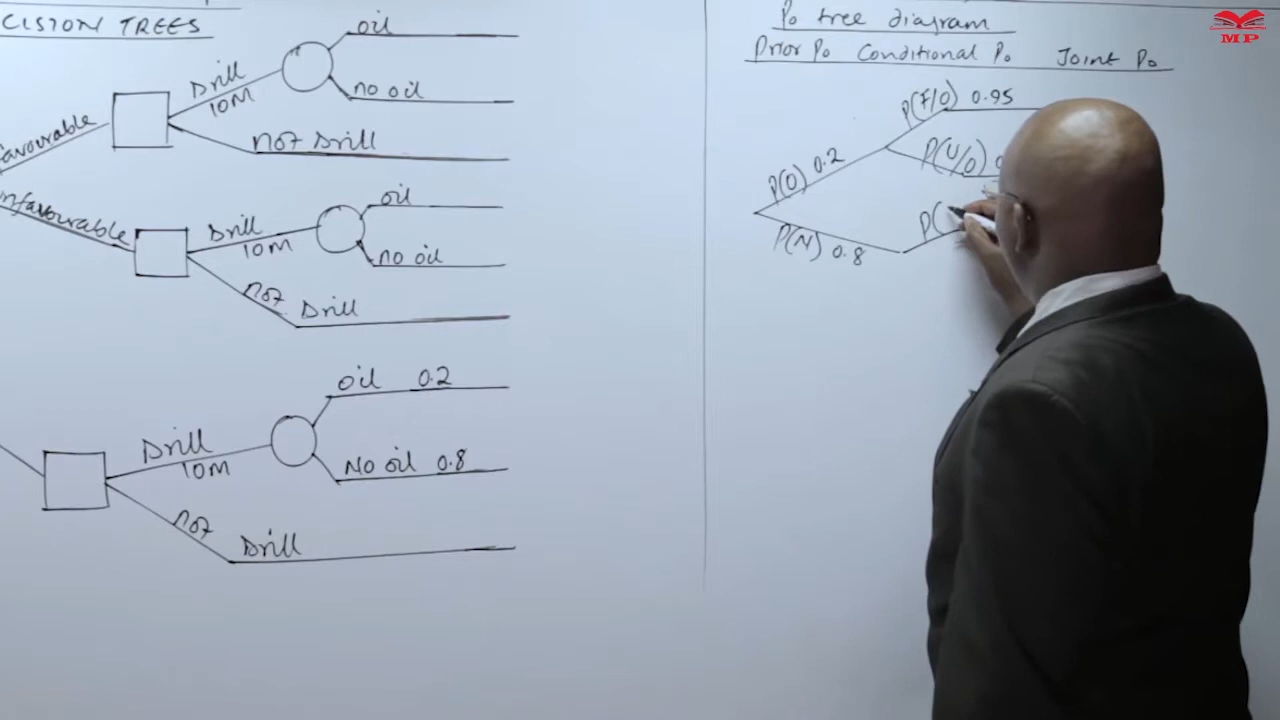 CISION TREES
oil
Drill
10M
no oil
Not Drill
favourable
unfavourable
oil
Drill
10M
no oil
not
Drill
oil 0.2
Drill
10M
No oil 0.8
not
Drill
Po tree diagram
Prior Po Conditional Po Joint Po
P(F/O) 0.95
P(O) 0.2
P(U/O) 0
P(N) 0.8
P(
MP